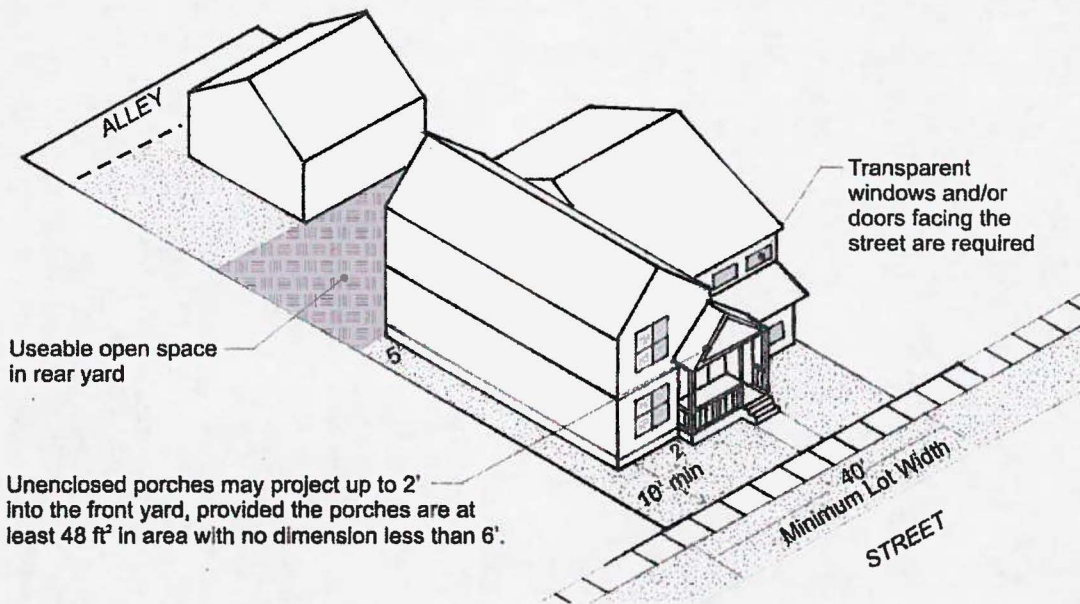 ALLEY
Transparent
windows and/or
doors facing the
street are required
Useable open space
in rear yard
5'
Unenclosed porches may project up to 2'
into the front yard, provided the porches are at
least 48 ft² in area with no dimension less than 6'.
2'
10' min
40'
Minimum Lot Width
STREET